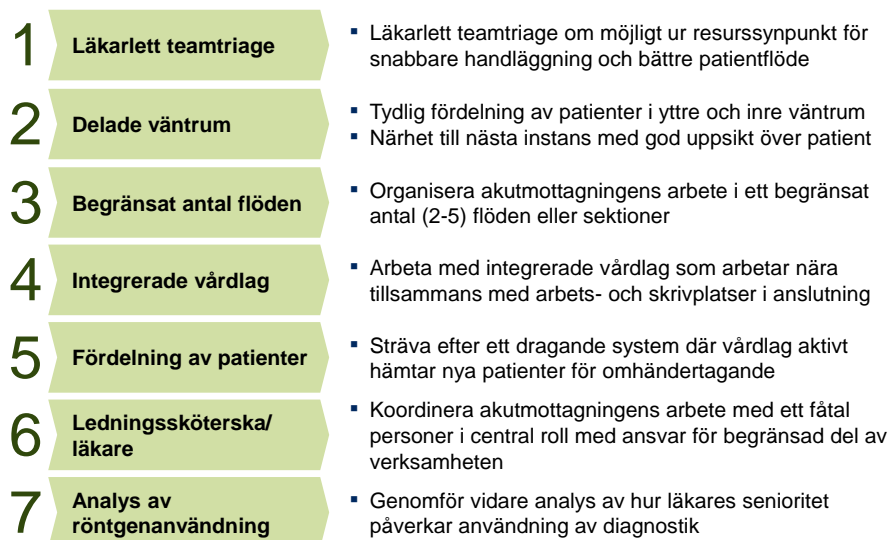 1
Läkarlett teamtriage
▪ Läkarlett teamtriage om möjligt ur resurssynpunkt för
snabbare handläggning och bättre patientflöde
2
Delade väntrum
▪ Tydlig fördelning av patienter i yttre och inre väntrum
▪ Närhet till nästa instans med god uppsikt över patient
3
Begränsat antal flöden
▪ Organisera akutmottagningens arbete i ett begränsat
antal (2-5) flöden eller sektioner
4
Integrerade vårdlag
▪ Arbeta med integrerade vårdlag som arbetar nära
tillsammans med arbets- och skrivplatser i anslutning
5
Fördelning av patienter
▪ Sträva efter ett dragande system där vårdlag aktivt
hämtar nya patienter för omhändertagande
6
Ledningssköterska/
läkare
▪ Koordinera akutmottagningens arbete med ett fåtal
personer i central roll med ansvar för begränsad del av
verksamheten
7
Analys av
röntgenanvändning
▪ Genomför vidare analys av hur läkares senioritet
påverkar användning av diagnostik